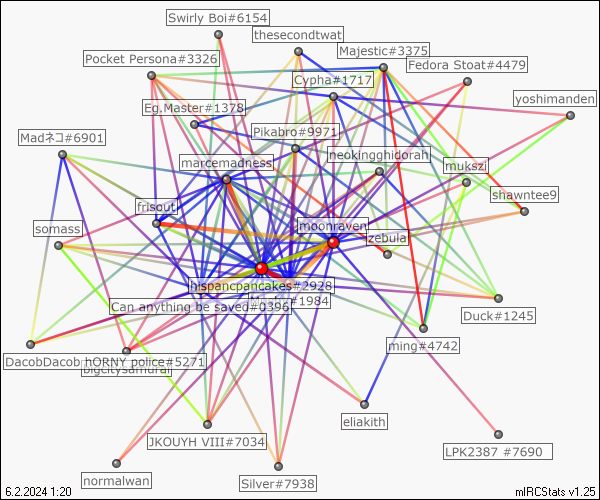 Swirly Boi#6154
thesecondtwat
Majestic#3375
Pocket Persona#3326
Fedora Stoat#4479
Cypha#1717
yoshimanden
Eg.Master#1378
Pikabro#9971
Madネコ#6901
neokingghidorah
marcemadness
mukszi
shawntee9
frisout
moonraven
somass
zebuia
hispancpancakes#2928
Can anything be saved#0396
#1984
Duck#1245
ming#4742
DacobDacob
hORNY police#5271
bigcitysamurai
eliakith
JKOUYH VIII#7034
LPK2387 #7690
normalwan
Silver#7938
6.2.2024 1:20
mIRCStats v1.25